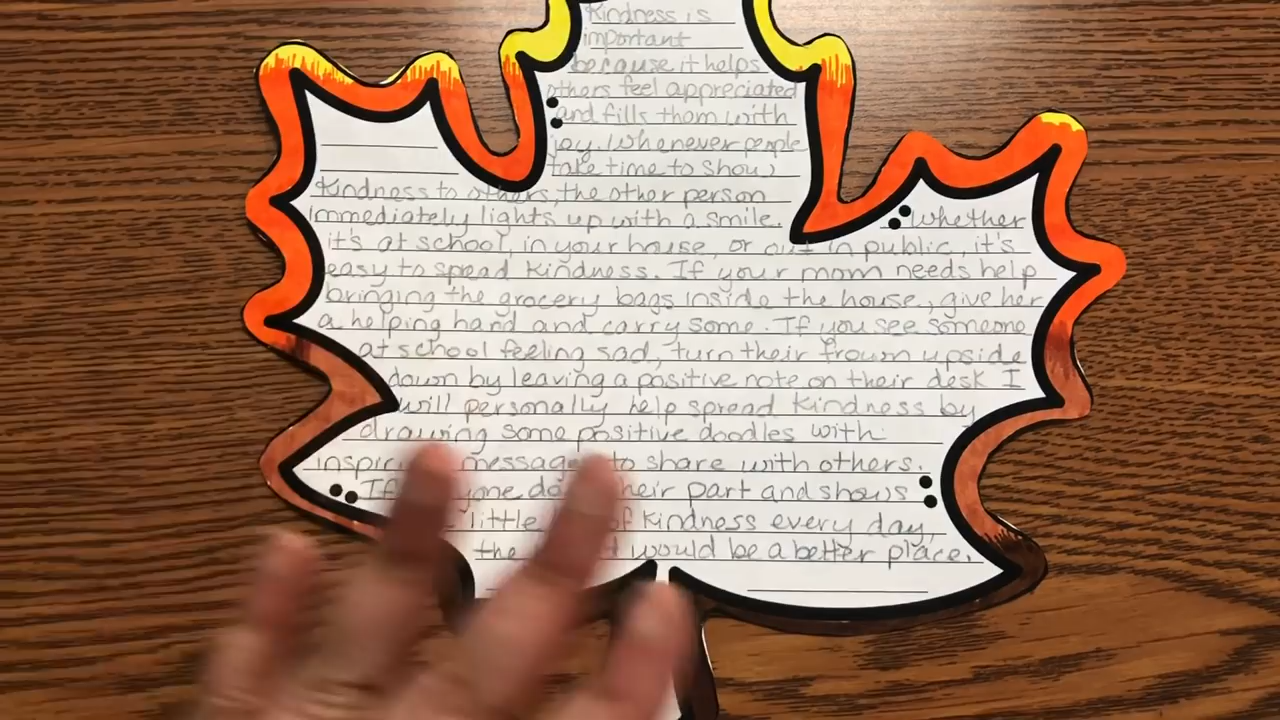 Kindness is
important
because it helps
others feel appreciated
and fills them with
joy. Whenever people
take time to show
kindness to others, the other person
immediately lights up with a smile.
Whether
it's at school, in your house, or out in public, it's
easy to spread kindness. If your mom needs help
bringing the grocery bags inside the house, give her
a helping hand and carry some. If you see someone
at school feeling sad, turn their frown upside
down by leaving a positive note on their desk I
will personally help spread kindness by
drawing some positive doodles with
messages to share with others.
If their part and shows
little of kindness every day,
the would be a better place.